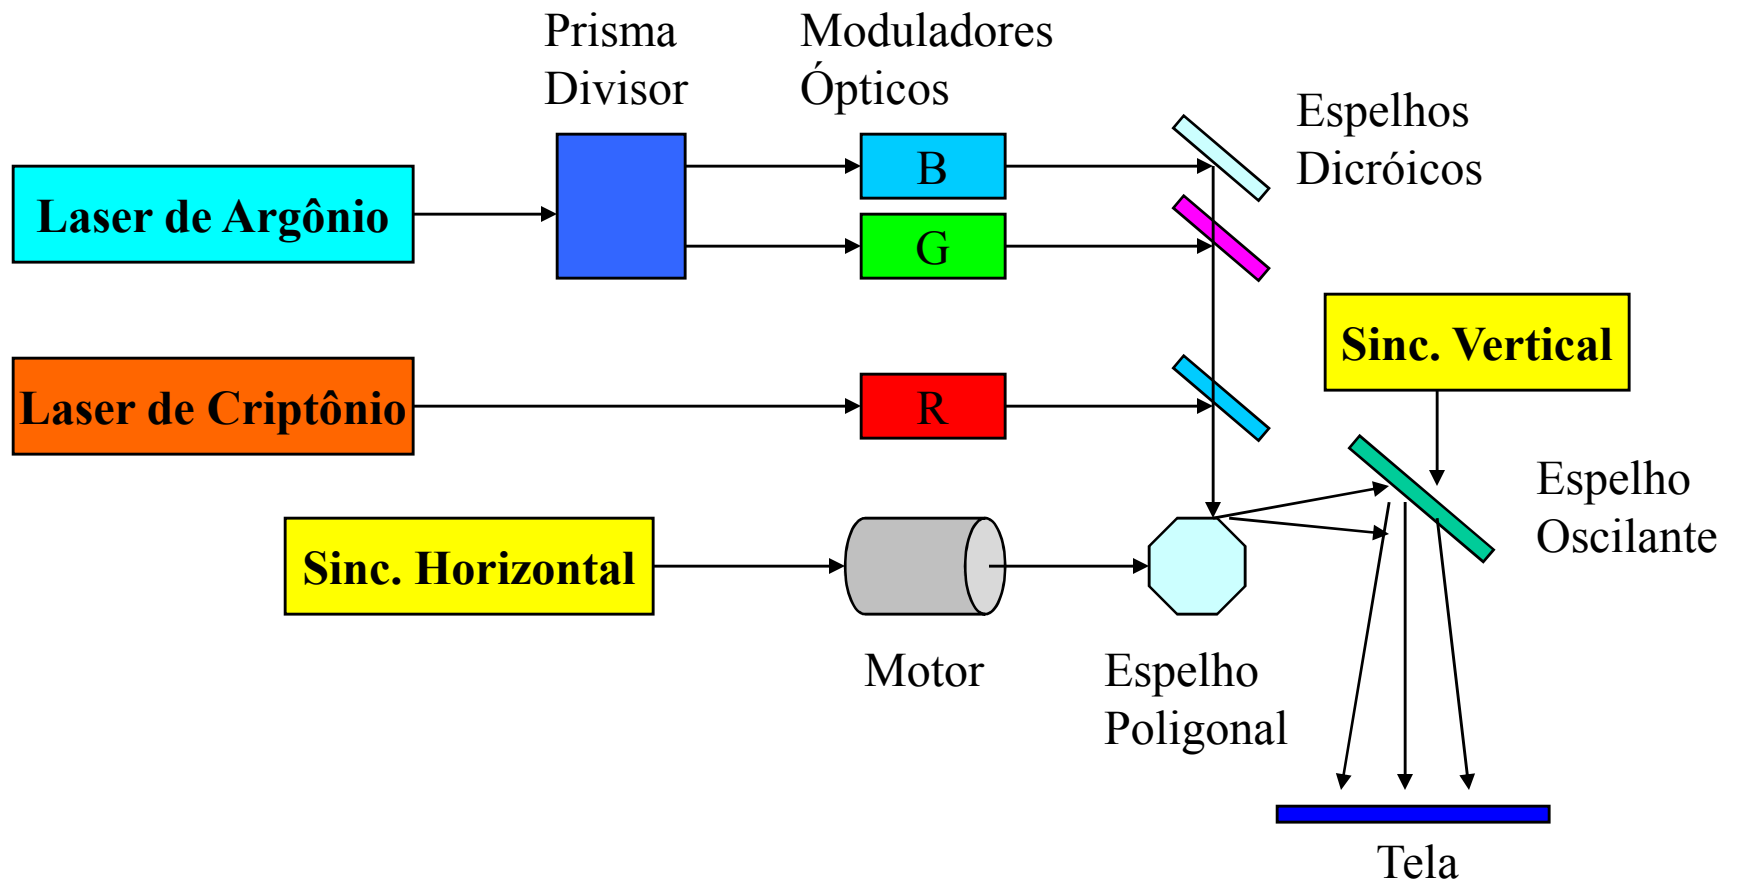 Prisma
Divisor
Moduladores
Ópticos
Espelhos
Dicróicos
B
Laser de Argônio
G
Sinc. Vertical
Laser de Criptônio
R
Espelho
Oscilante
Sinc. Horizontal
Motor
Espelho
Poligonal
Tela